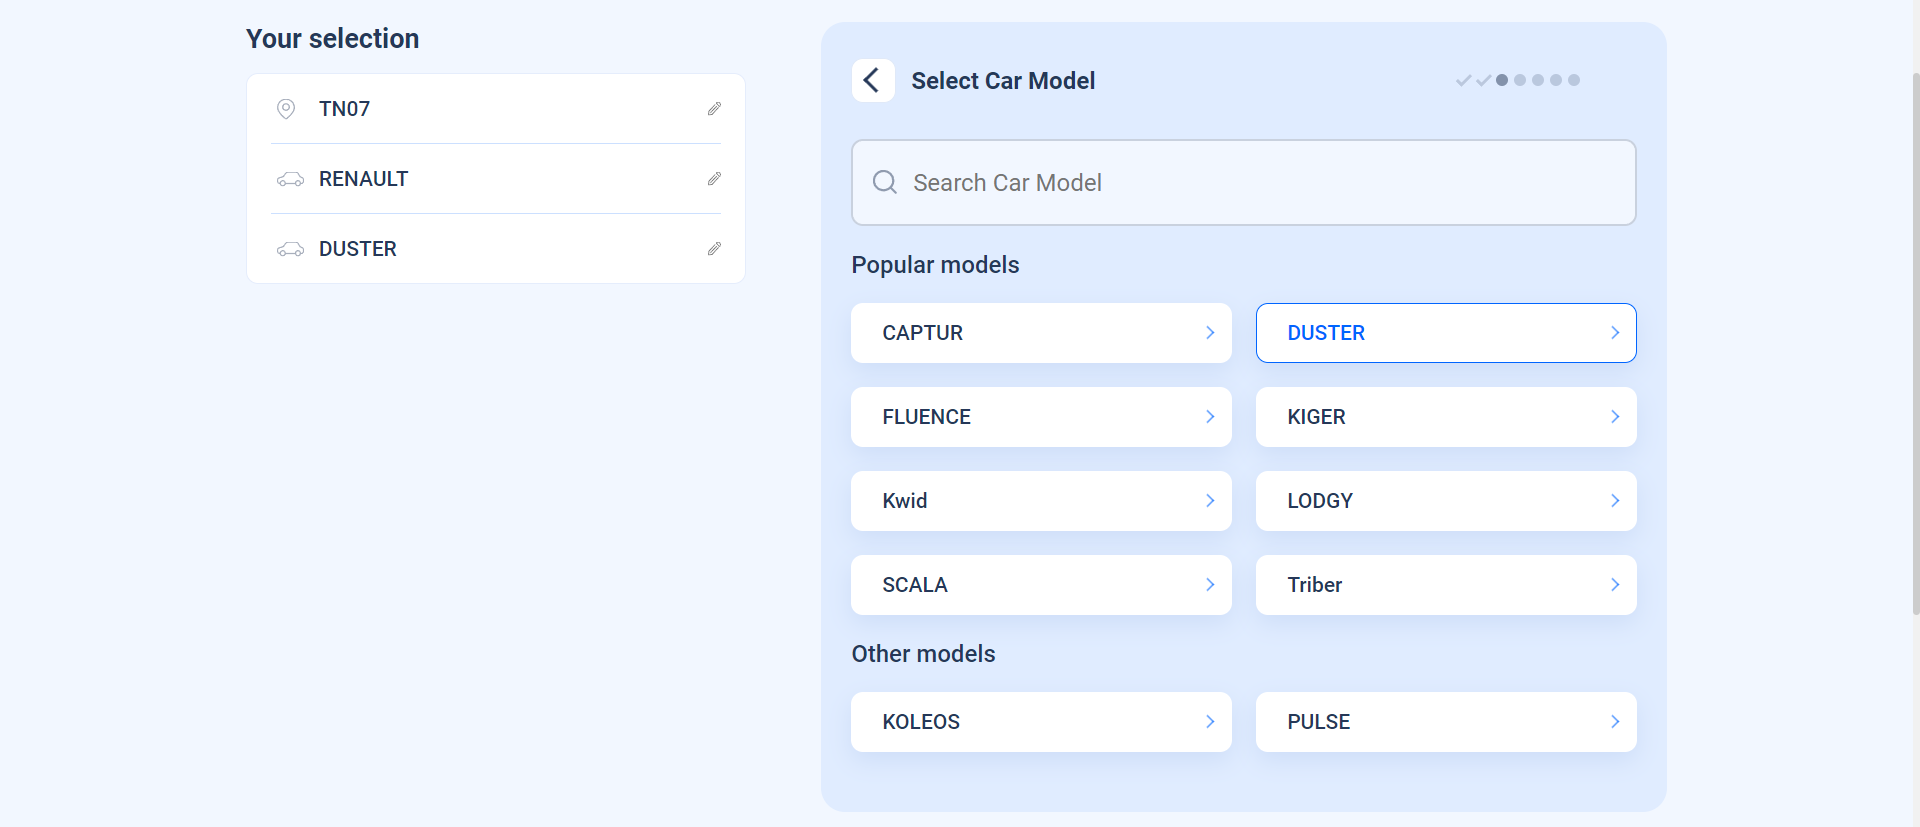 Your selection
TN07
RENAULT
DUSTER
Select Car Model
Search Car Model
Popular models
CAPTUR
DUSTER
FLUENCE
KIGER
Kwid
LODGY
SCALA
Triber
Other models
KOLEOS
PULSE